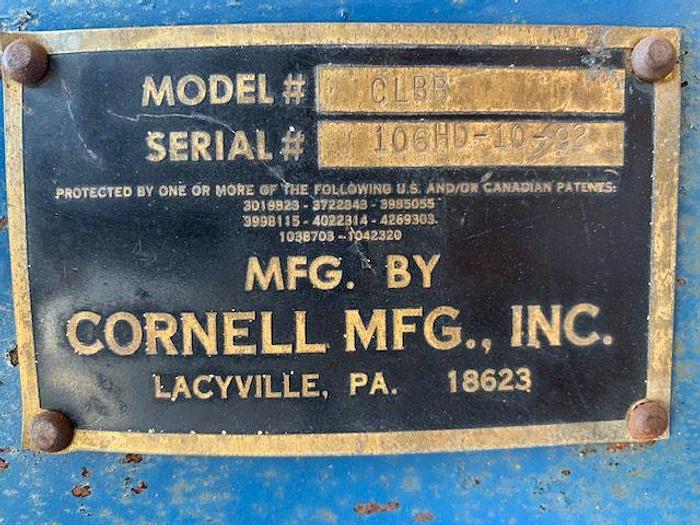 MODEL # CLBB
SERIAL # 106HD-10-92
PROTECTED BY ONE OR MORE OF THE FOLLOWING U.S. AND/OR CANADIAN PATENTS:
3019823 - 3722343 - 3985055
3998115 - 4022314 - 4269303
1038703 - 1042320
MFG. BY
CORNELL MFG., INC.
LACYVILLE, PA. 18623